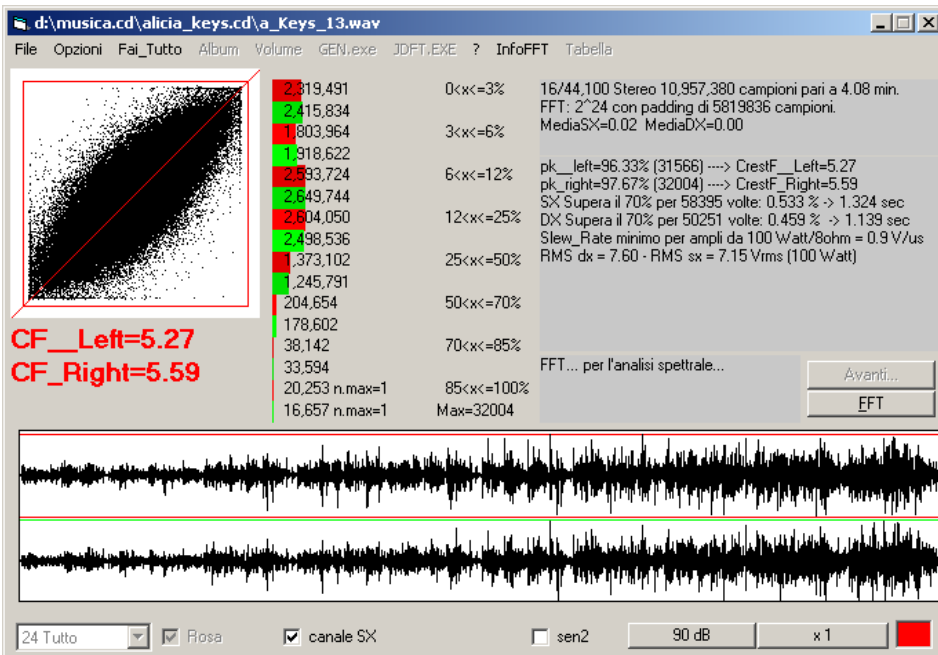 d:\musica.cd\alicia_keys.cd\a_Keys_13.wav
File Opzioni Fai_Tutto Album Volume GEN.exe JDFT.EXE ? InfoFFT Tabella
2,319,491 0<x<=3%
2,415,834
1,803,964 3<x<=6%
1,918,622
2,593,724 6<x<=12%
2,649,744
2,604,050 12<x<=25%
2,498,536
1,373,102 25<x<=50%
1,245,791
204,654 50<x<=70%
178,602
38,142 70<x<=85%
33,594
20,253 n.max=1 85<x<=100%
16,657 n.max=1 Max=32004
16/44,100 Stereo 10,957,380 campioni pari a 4.08 min.
FFT: 2^24 con padding di 5819836 campioni.
MediaSX=0.02 MediaDX=0.00
pk__left=96.33% (31566) ----> CrestF__Left=5.27
pk_right=97.67% (32004) ----> CrestF_Right=5.59
SX Supera il 70% per 58395 volte: 0.533 % -> 1.324 sec
DX Supera il 70% per 50251 volte: 0.459 % -> 1.139 sec
Slew_Rate minimo per ampli da 100 Watt/8ohm = 0.9 V/us
RMS dx = 7.60 - RMS sx = 7.15 Vrms (100 Watt)
CF__Left=5.27
CF_Right=5.59
FFT... per l'analisi spettrale...
Avanti...
FFT
24 Tutto Rosa canale SX sen2 90 dB x 1